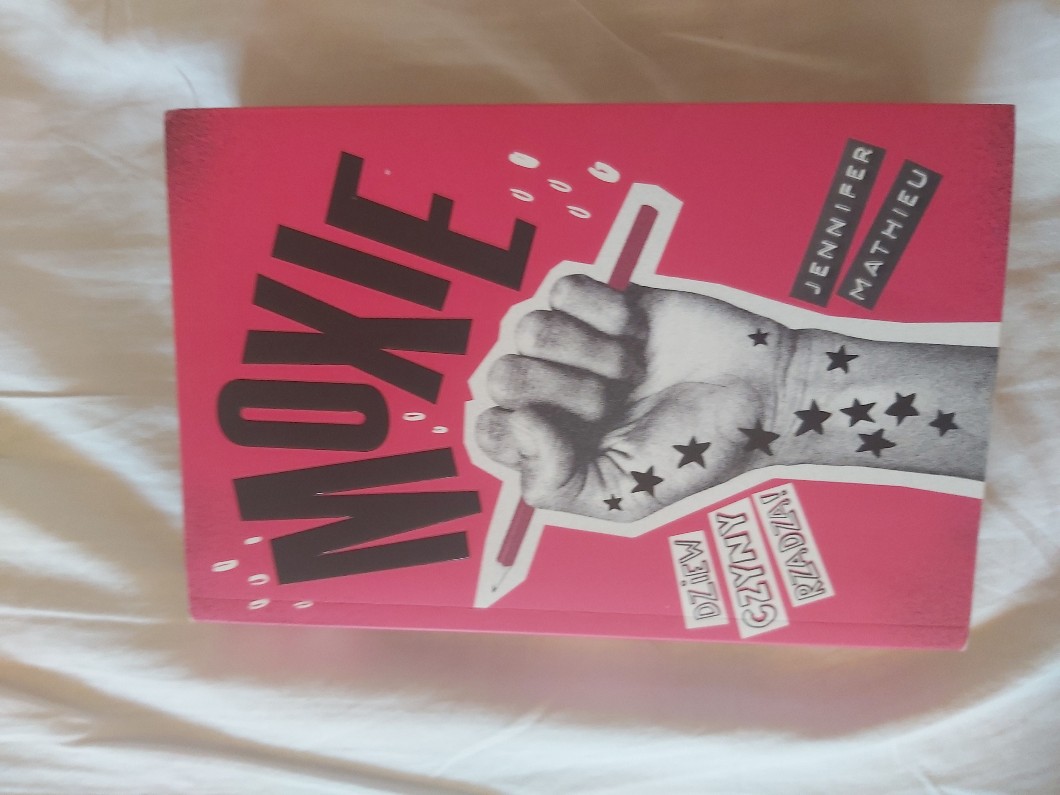 MOXIE
JENNIFER
MATHIEU
DZIEW
CZYNY
RZĄDZĄ!